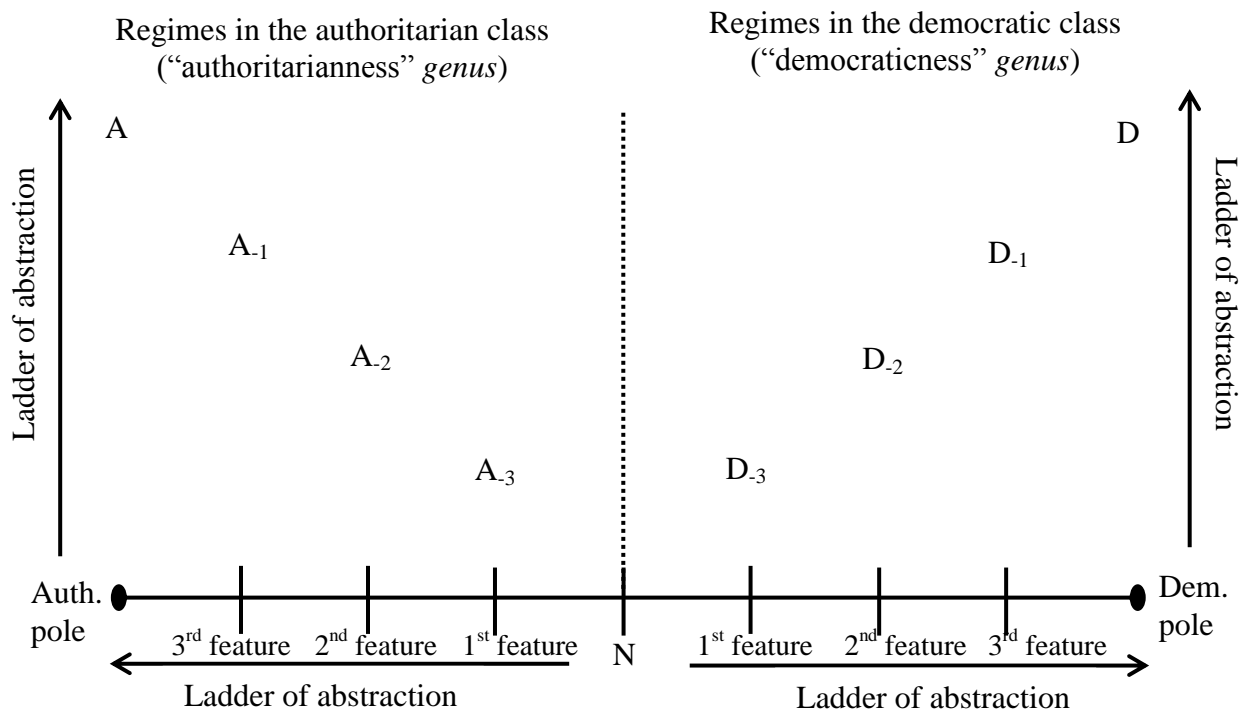 Regimes in the authoritarian class
(“authoritarianness” genus)
Regimes in the democratic class
(“democraticness” genus)
A
D
Ladder of abstraction
Ladder of abstraction
A-1
D-1
A-2
D-2
A-3
D-3
Auth.
pole
Dem.
pole
3rd feature
2nd feature
1st feature
N
1st feature
2nd feature
3rd feature
Ladder of abstraction
Ladder of abstraction